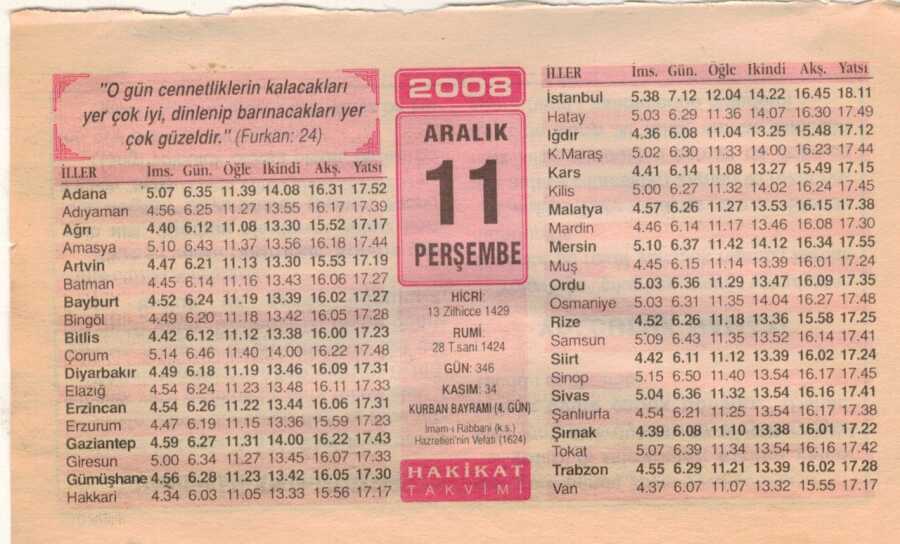 "O gün cennetliklerin kalacakları
yer çok iyi, dinlenip barınacakları yer
çok güzeldir." (Furkan: 24)
İLLER İms. Gün. Öğle İkindi Akş. Yatsı
Adana 5.07 6.35 11.39 14.08 16.31 17.52
Adıyaman 4.56 6.25 11.27 13.55 16.17 17.39
Ağrı 4.40 6.12 11.08 13.30 15.52 17.17
Amasya 5.10 6.43 11.37 13.56 16.18 17.44
Artvin 4.47 6.21 11.13 13.30 15.53 17.19
Batman 4.45 6.14 11.16 13.43 16.06 17.27
Bayburt 4.52 6.24 11.19 13.39 16.02 17.27
Bingöl 4.49 6.20 11.18 13.42 16.05 17.28
Bitlis 4.42 6.12 11.12 13.38 16.00 17.23
Çorum 5.14 6.46 11.40 14.00 16.22 17.48
Diyarbakır 4.49 6.18 11.19 13.46 16.09 17.31
Elazığ 4.54 6.24 11.23 13.48 16.11 17.33
Erzincan 4.54 6.26 11.22 13.44 16.06 17.31
Erzurum 4.47 6.19 11.15 13.36 15.59 17.23
Gaziantep 4.59 6.27 11.31 14.00 16.22 17.43
Giresun 5.00 6.34 11.27 13.45 16.07 17.33
Gümüşhane 4.56 6.28 11.23 13.42 16.05 17.30
Hakkari 4.34 6.03 11.05 13.33 15.56 17.17
2008
ARALIK
11
PERŞEMBE
HİCRİ
13 Zilhicce 1429
RUMİ
28 T.sani 1424
GÜN: 346
KASIM: 34
KURBAN BAYRAMI (4. GÜN)
İmam-ı Rabbani (k.s.)
Hazretleri'nin Vefatı (1624)
HAKİKAT
TAKVİMİ
İLLER İms. Gün. Öğle İkindi Akş. Yatsı
İstanbul 5.38 7.12 12.04 14.22 16.45 18.11
Hatay 5.03 6.29 11.36 14.07 16.30 17.49
Iğdır 4.36 6.08 11.04 13.25 15.48 17.12
K.Maraş 5.02 6.30 11.33 14.00 16.23 17.44
Kars 4.41 6.14 11.08 13.27 15.49 17.15
Kilis 5.00 6.27 11.32 14.02 16.24 17.45
Malatya 4.57 6.26 11.27 13.53 16.15 17.38
Mardin 4.46 6.14 11.17 13.46 16.08 17.30
Mersin 5.10 6.37 11.42 14.12 16.34 17.55
Muş 4.45 6.15 11.14 13.39 16.01 17.24
Ordu 5.03 6.36 11.29 13.47 16.09 17.35
Osmaniye 5.03 6.31 11.35 14.04 16.27 17.48
Rize 4.52 6.26 11.18 13.36 15.58 17.25
Samsun 5.09 6.43 11.35 13.52 16.14 17.41
Siirt 4.42 6.11 11.12 13.39 16.02 17.24
Sinop 5.15 6.50 11.40 13.54 16.17 17.45
Sivas 5.04 6.36 11.32 13.54 16.16 17.41
Şanlıurfa 4.54 6.21 11.25 13.54 16.17 17.38
Şırnak 4.39 6.08 11.10 13.38 16.01 17.22
Tokat 5.07 6.39 11.34 13.54 16.16 17.42
Trabzon 4.55 6.29 11.21 13.39 16.02 17.28
Van 4.37 6.07 11.07 13.32 15.55 17.17